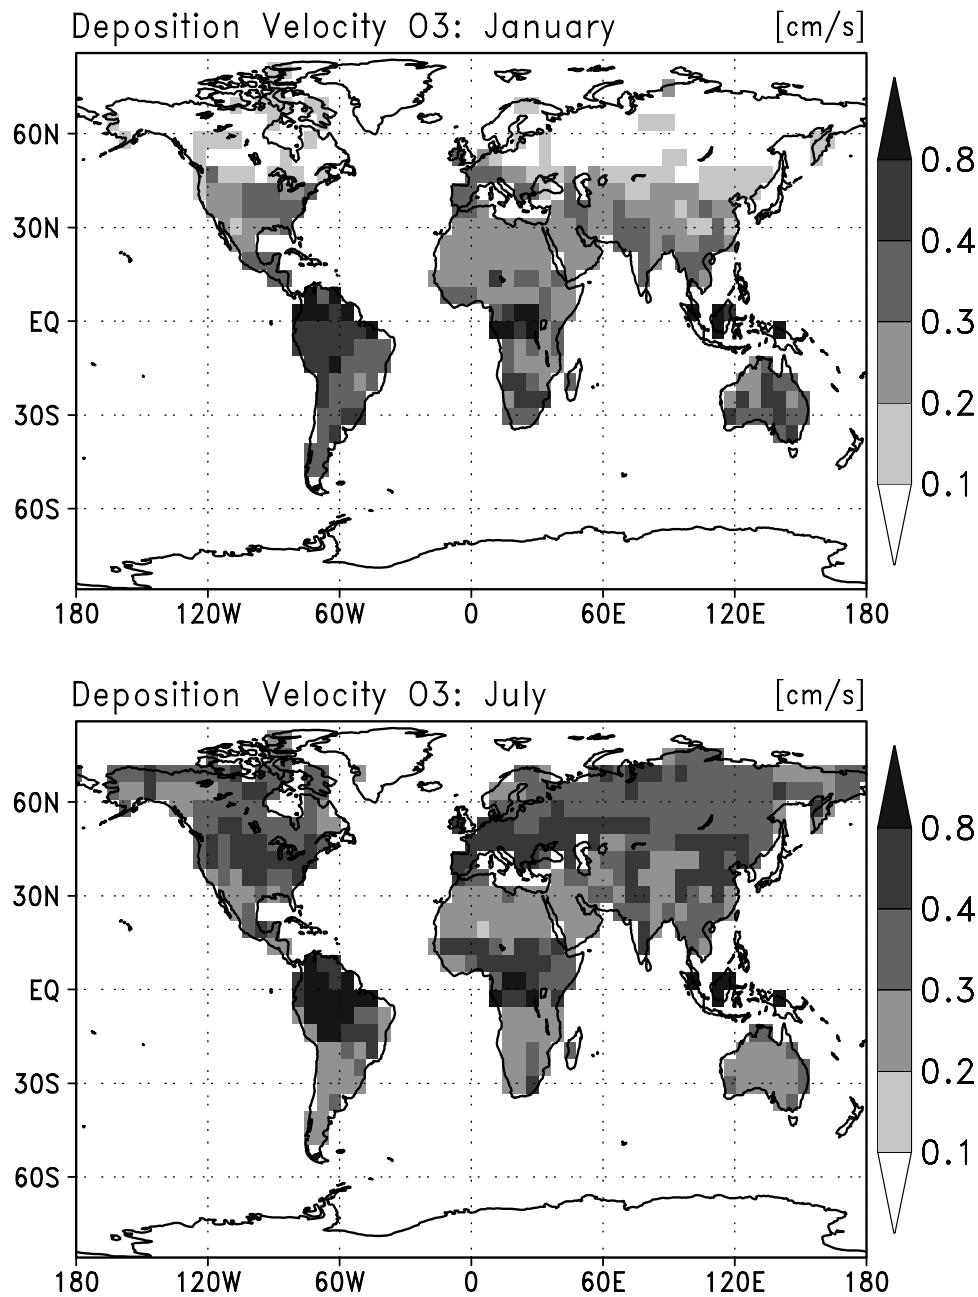 Deposition Velocity O3: January [cm/s]
60N
30N
EQ
30S
60S
180 120W 60W 0 60E 120E 180
0.8
0.4
0.3
0.2
0.1
Deposition Velocity O3: July [cm/s]
60N
30N
EQ
30S
60S
180 120W 60W 0 60E 120E 180
0.8
0.4
0.3
0.2
0.1